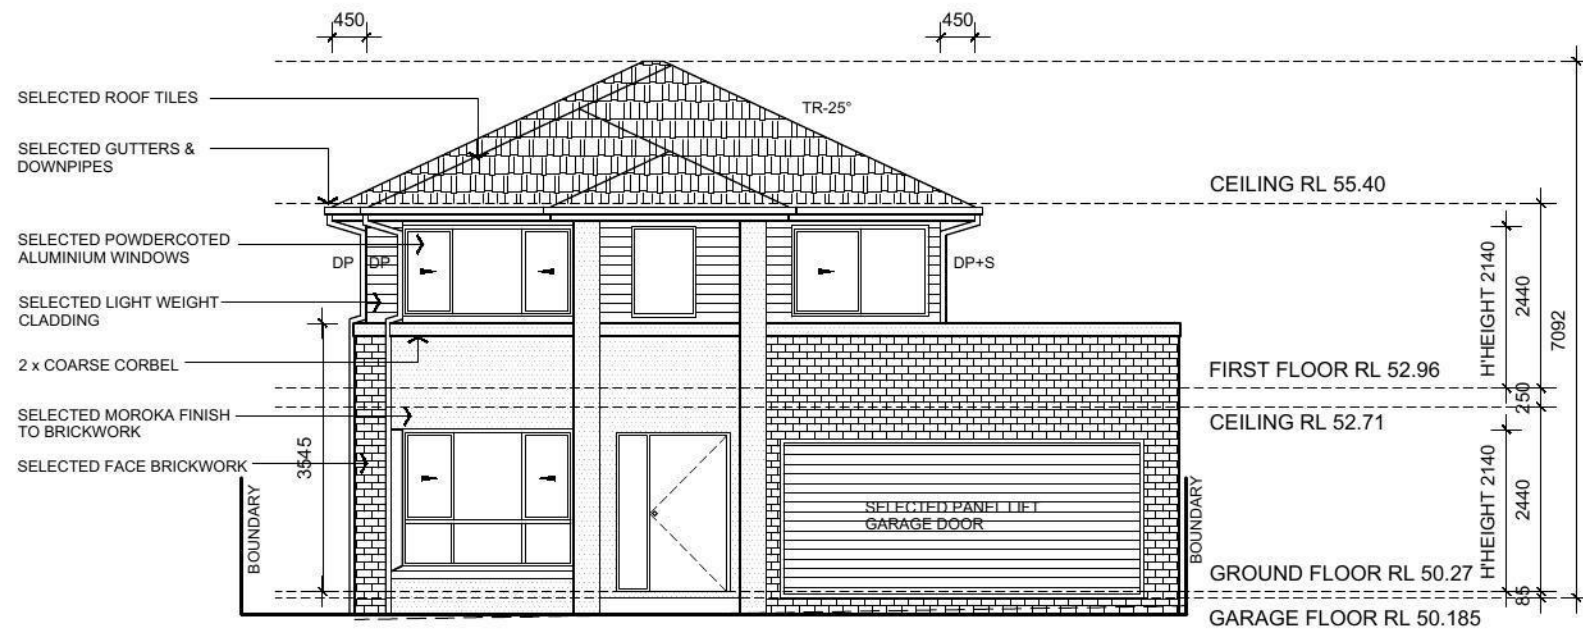 450
450
SELECTED ROOF TILES
TR-25°
SELECTED GUTTERS &
DOWNPIPES
CEILING RL 55.40
SELECTED POWDERCOTED
ALUMINIUM WINDOWS
DP
DP
DP+S
SELECTED LIGHT WEIGHT
CLADDING
H'HEIGHT 2140
2440
7092
2 x COARSE CORBEL
FIRST FLOOR RL 52.96
250
SELECTED MOROKA FINISH
TO BRICKWORK
CEILING RL 52.71
SELECTED FACE BRICKWORK
3545
BOUNDARY
SELECTED PANEL LIFT
GARAGE DOOR
BOUNDARY
H'HEIGHT 2140
2440
GROUND FLOOR RL 50.27
85
GARAGE FLOOR RL 50.185